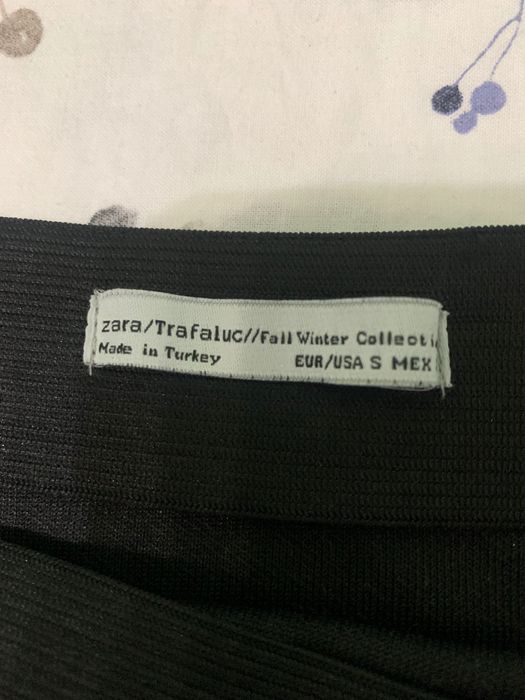 zara/Trafaluc//Fall Winter Collecti
Made in Turkey EUR/USA S MEX